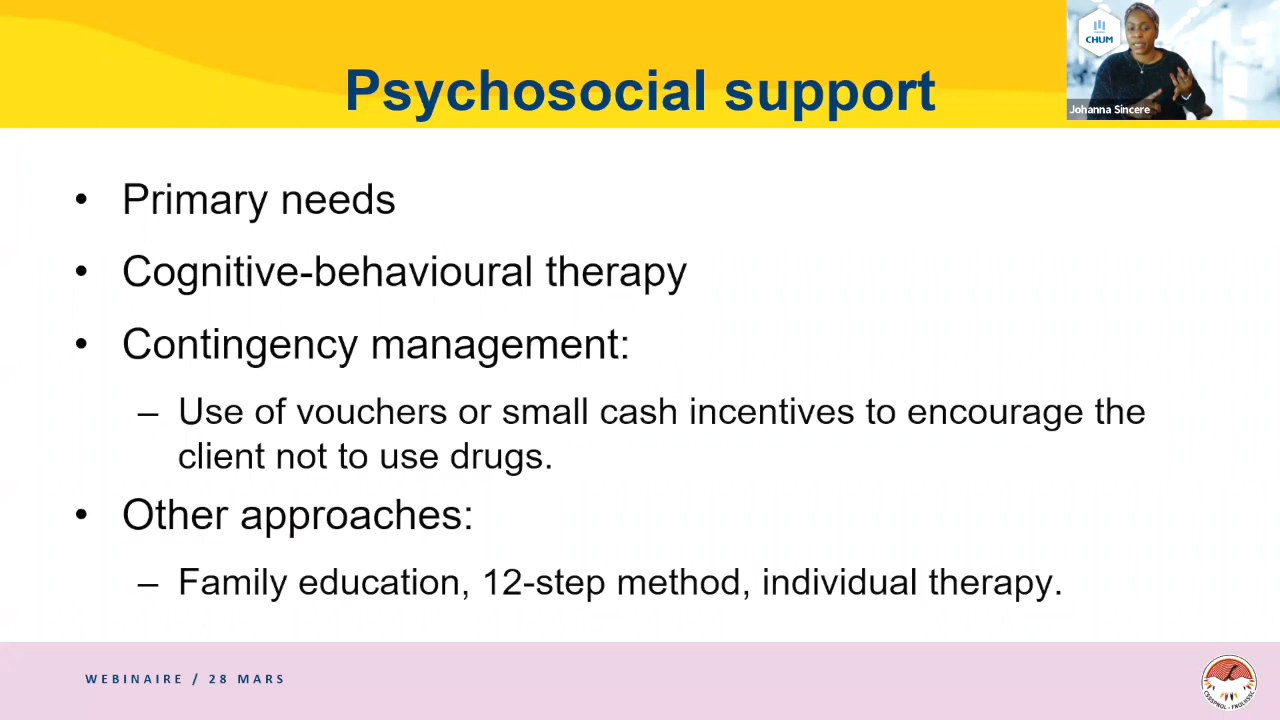 CHUM
Johanna Sincere
Psychosocial support
• Primary needs
• Cognitive-behavioural therapy
• Contingency management:
– Use of vouchers or small cash incentives to encourage the
client not to use drugs.
• Other approaches:
– Family education, 12-step method, individual therapy.
WEBINAIRE / 28 MARS